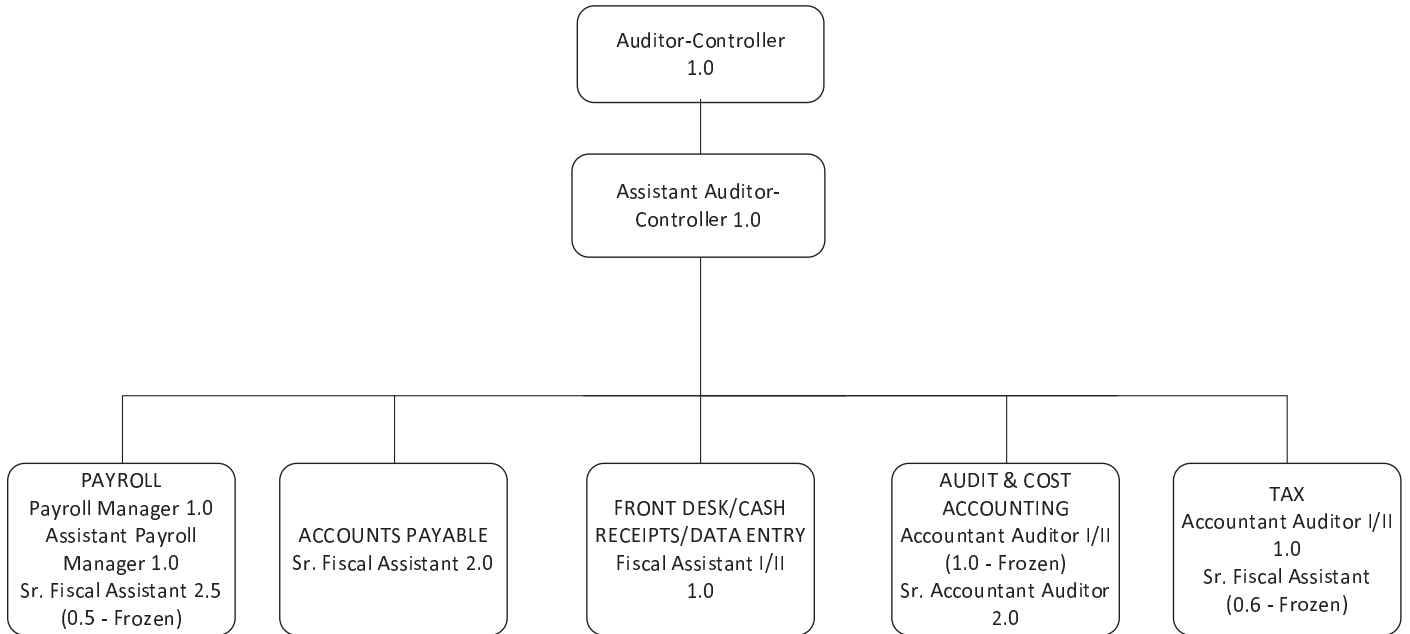 Auditor-Controller
1.0
Assistant Auditor-
Controller 1.0
PAYROLL
Payroll Manager 1.0
Assistant Payroll
Manager 1.0
Sr. Fiscal Assistant 2.5
(0.5 - Frozen)
ACCOUNTS PAYABLE
Sr. Fiscal Assistant 2.0
FRONT DESK/CASH
RECEIPTS/DATA ENTRY
Fiscal Assistant I/II
1.0
AUDIT & COST
ACCOUNTING
Accountant Auditor I/II
(1.0 - Frozen)
Sr. Accountant Auditor
2.0
TAX
Accountant Auditor I/II
1.0
Sr. Fiscal Assistant
(0.6 - Frozen)